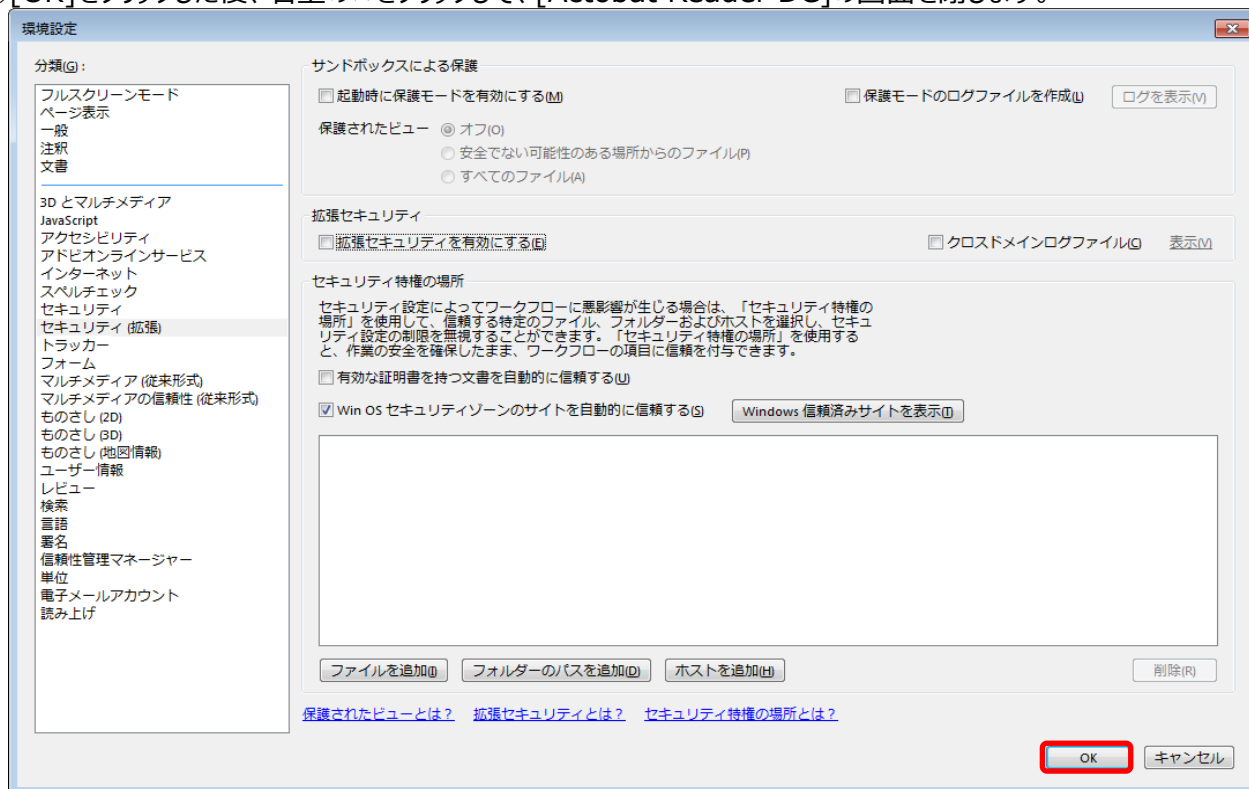 [OK]をクリックした後、右上の×をクリックして、[Acrobat Reader DC]の画面を閉じます。
環境設定
分類(G):
フルスクリーンモード
ページ表示
一般
注釈
文書
3D とマルチメディア
JavaScript
アクセシビリティ
アドビオンラインサービス
インターネット
スペルチェック
セキュリティ
セキュリティ (拡張)
トラッカー
フォーム
マルチメディア (従来形式)
マルチメディアの信頼性 (従来形式)
ものさし (2D)
ものさし (3D)
ものさし (地図情報)
ユーザー情報
レビュー
検索
言語
署名
信頼性管理マネージャー
単位
電子メールアカウント
読み上げ
サンドボックスによる保護
起動時に保護モードを有効にする(M)
保護モードのログファイルを作成(L)
ログを表示(V)
保護されたビュー
オフ(O)
安全でない可能性のある場所からのファイル(P)
すべてのファイル(A)
拡張セキュリティ
拡張セキュリティを有効にする(E)
クロスドメインログファイル(C)
表示(V)
セキュリティ特権の場所
セキュリティ設定によってワークフローに悪影響が生じる場合は、「セキュリティ特権の
場所」を使用して、信頼する特定のファイル、フォルダーおよびホストを選択し、セキュ
リティ設定の制限を無視することができます。「セキュリティ特権の場所」を使用する
と、作業の安全を確保したまま、ワークフローの項目に信頼を付与できます。
有効な証明書を持つ文書を自動的に信頼する(U)
Win OS セキュリティゾーンのサイトを自動的に信頼する(S)
Windows 信頼済みサイトを表示(T)
ファイルを追加(I)
フォルダーのパスを追加(D)
ホストを追加(H)
削除(R)
保護されたビューとは?
拡張セキュリティとは?
セキュリティ特権の場所とは?
OK
キャンセル